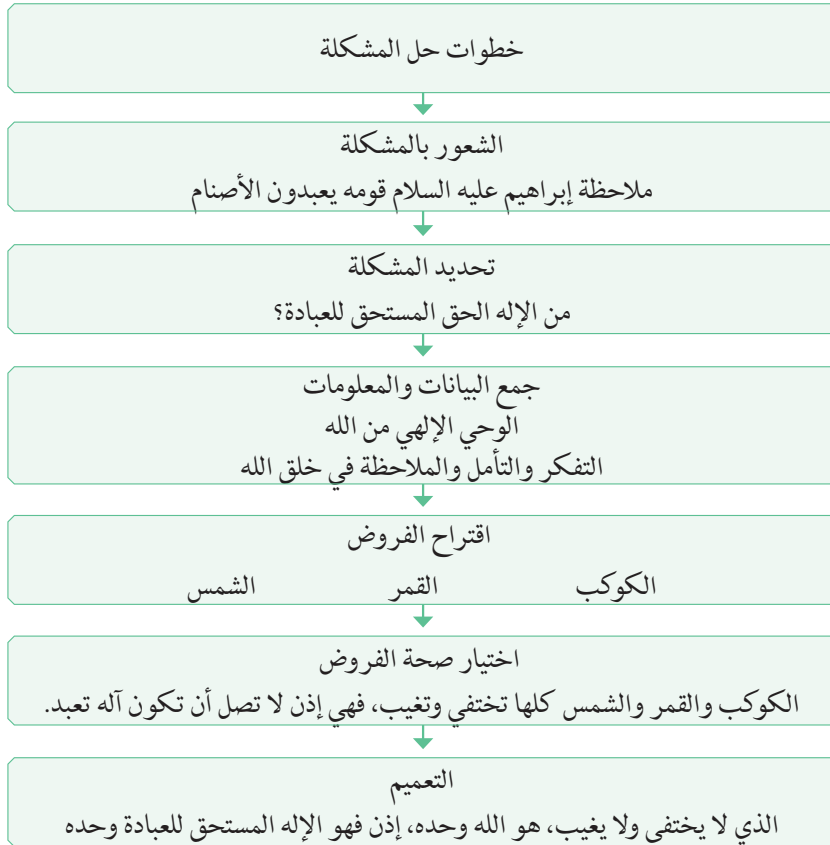 خطوات حل المشكلة
الشعور بالمشكلة
ملاحظة إبراهيم عليه السلام قومه يعبدون الأصنام
تحديد المشكلة
من الإله الحق المستحق للعبادة؟
جمع البيانات والمعلومات
الوحي الإلهي من الله
التفكر والتأمل والملاحظة في خلق الله
اقتراح الفروض
الكوكب القمر الشمس
اختيار صحة الفروض
الكوكب والقمر والشمس كلها تختفي وتغيب، فهي إذن لا تصل أن تكون آله تعبد.
التعميم
الذي لا يختفي ولا يغيب، هو الله وحده، إذن فهو الإله المستحق للعبادة وحده